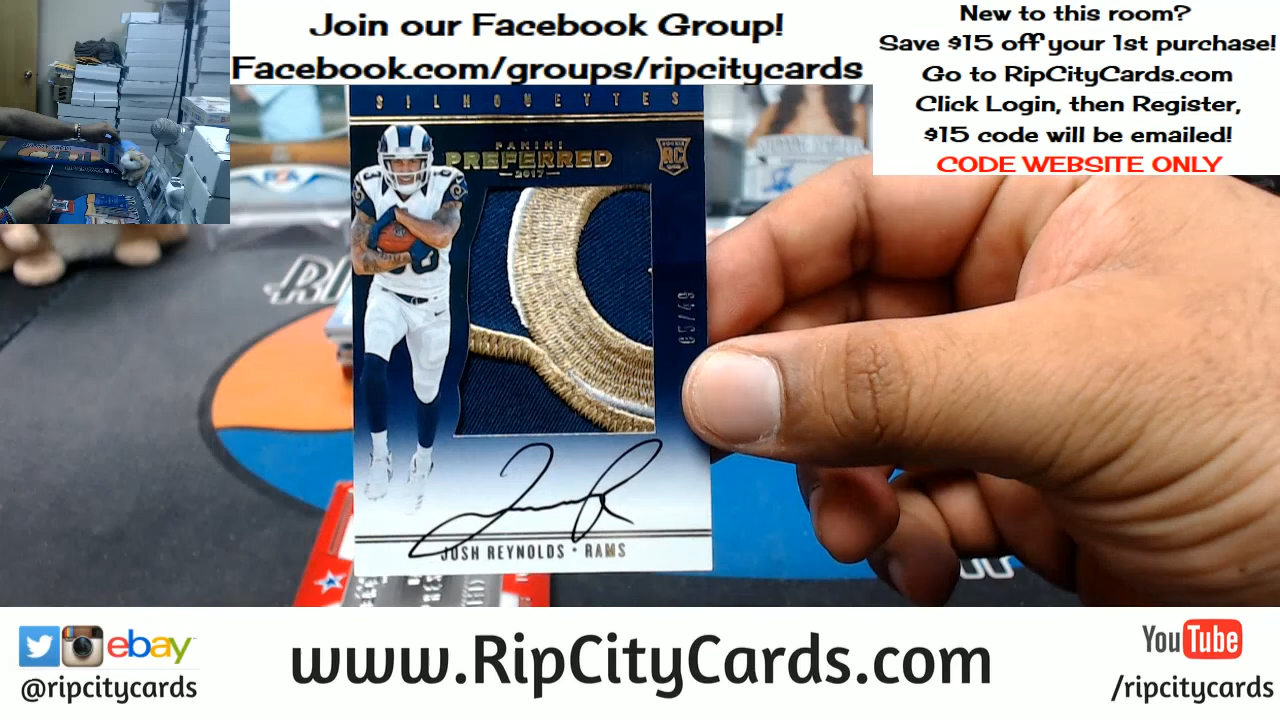 Join our Facebook Group!
Facebook.com/groups/ripcitycards
New to this room?
Save $15 off your 1st purchase!
Go to RipCityCards.com
Click Login, then Register,
$15 code will be emailed!
CODE WEBSITE ONLY
SILHOUETTES
PANINI
PREFERRED
2017
RC
05/49
JOSH REYNOLDS • RAMS
ebay
@ripcitycards
www.RipCityCards.com
YouTube
/ripcitycards